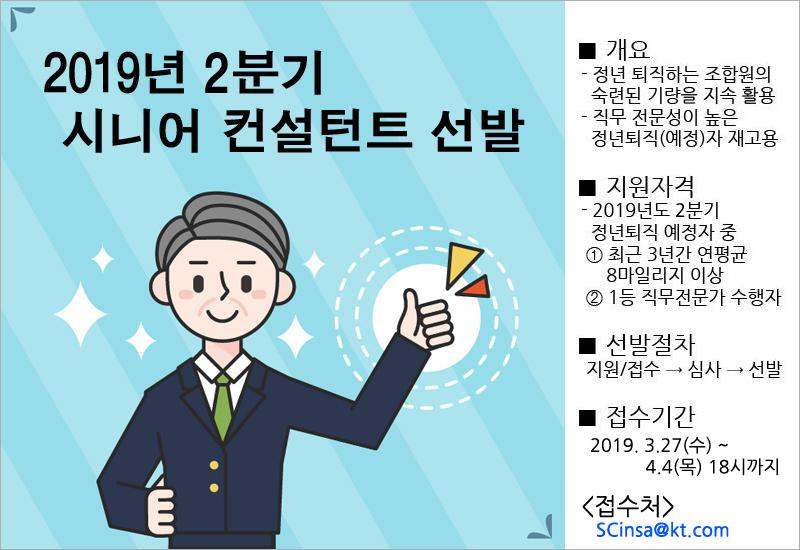 2019년 2분기
시니어 컨설턴트 선발
■ 개요
- 정년 퇴직하는 조합원의
숙련된 기량을 지속 활용
- 직무 전문성이 높은
정년퇴직(예정)자 재고용
■ 지원자격
- 2019년도 2분기
정년퇴직 예정자 중
① 최근 3년간 연평균
8마일리지 이상
② 1등 직무전문가 수행자
■ 선발절차
지원/접수 → 심사 → 선발
■ 접수기간
2019. 3.27(수) ~
4.4(목) 18시까지
<접수처>
SCinsa@kt.com